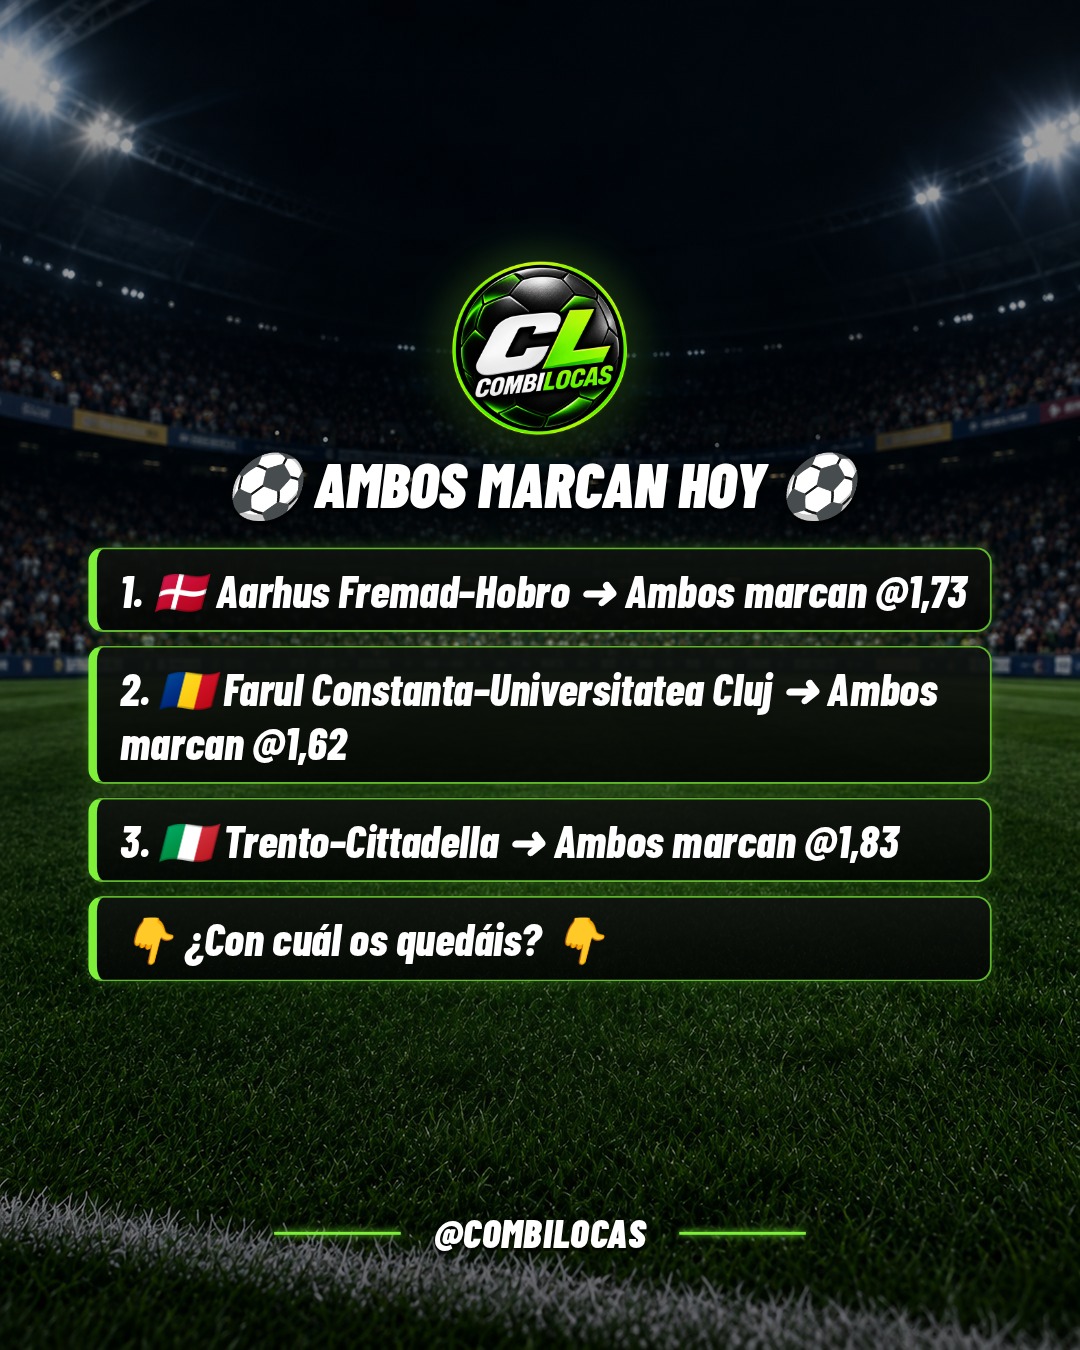 CL
COMBILOCAS
⚽ AMBOS MARCAN HOY ⚽
1. 🇩🇰 Aarhus Fremad-Hobro ➜ Ambos marcan @1,73
2. 🇷🇴 Farul Constanta-Universitatea Cluj ➜ Ambos
marcan @1,62
3. 🇮🇹 Trento-Cittadella ➜ Ambos marcan @1,83
👇 ¿Con cuál os quedáis? 👇
@COMBILOCAS